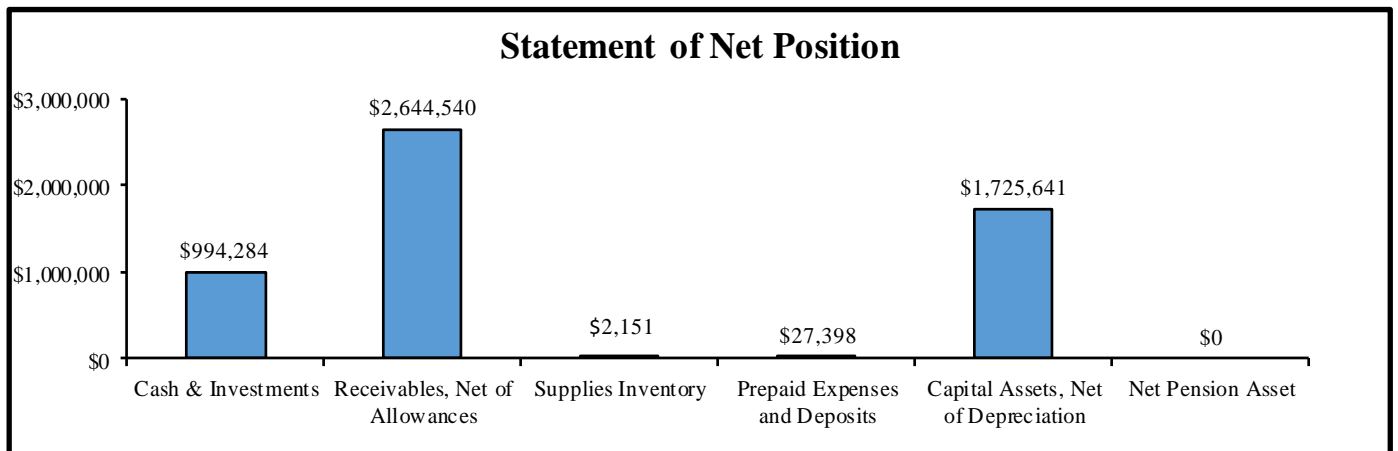 Statement of Net Position
$3,000,000
$2,000,000
$1,000,000
$0
$994,284
$2,644,540
$2,151
$27,398
$1,725,641
$0
Cash & Investments
Receivables, Net of
Allowances
Supplies Inventory
Prepaid Expenses
and Deposits
Capital Assets, Net
of Depreciation
Net Pension Asset